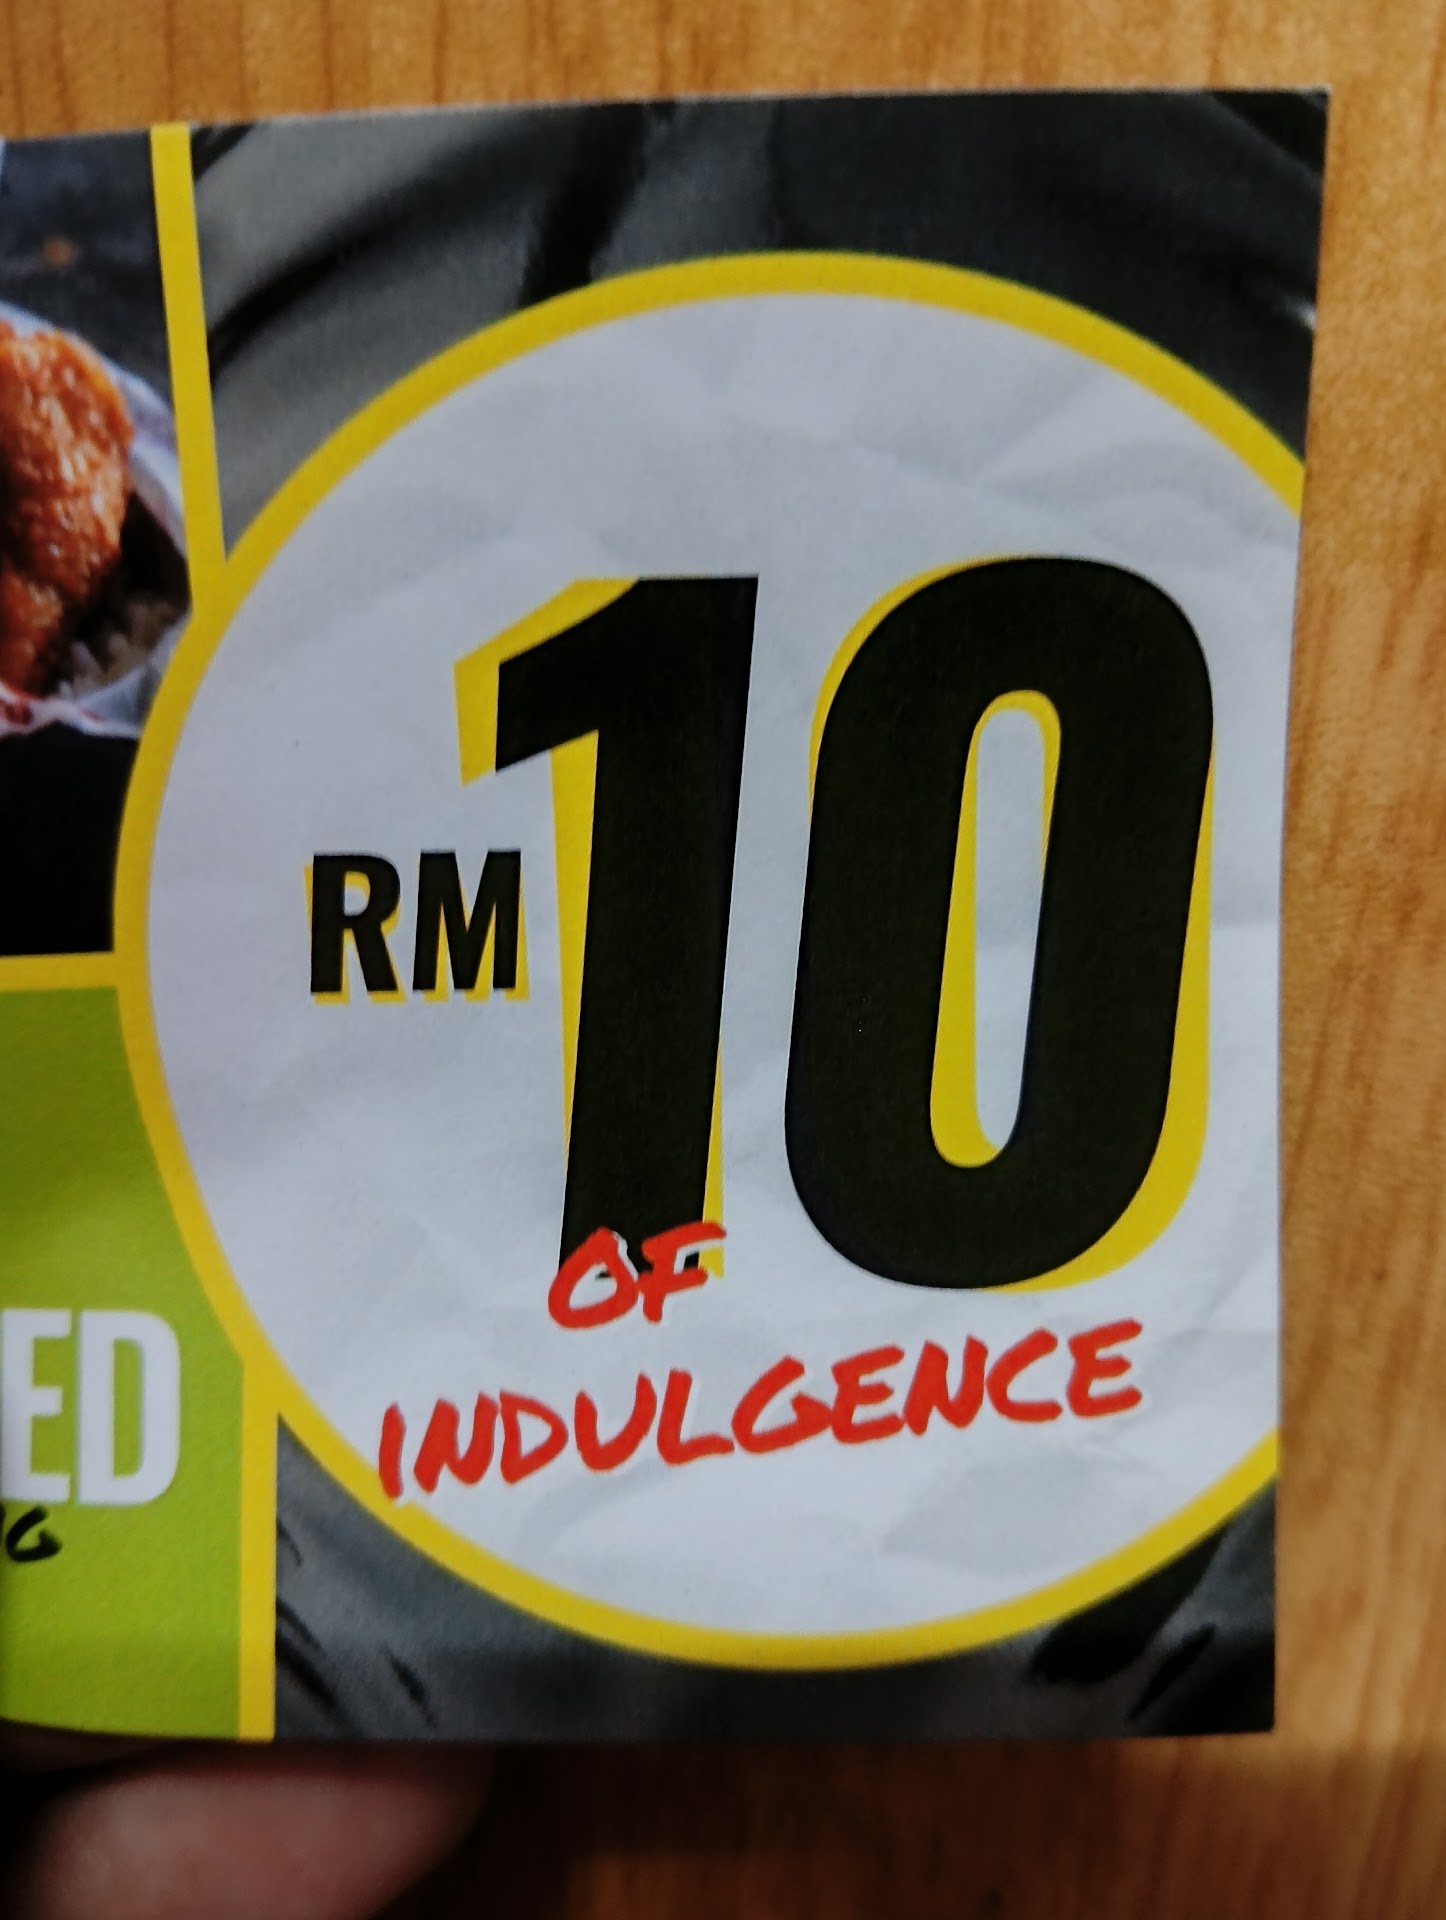 RM10
OF
INDULGENCE
ED